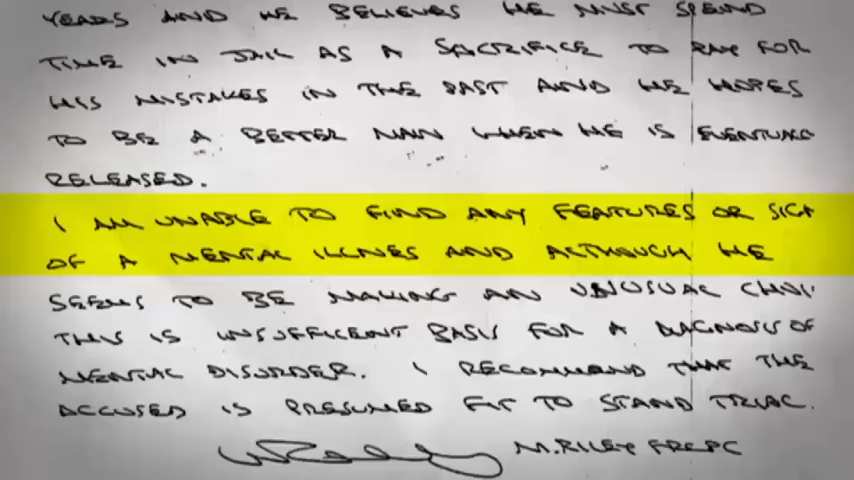 YEARS AND HE BELIEVES HE MUST SPEND
TIME IN JAIL AS A SACRIFICE TO PAY FOR
HIS MISTAKES IN THE PAST AND HE HOPES
TO BE A BETTER MAN WHEN HE IS EVENTUAL
RELEASED.
I AM UNABLE TO FIND ANY FEATURES OR SIGN
OF A MENTAL ILLNES AND ALTHOUGH HE
SEEMS TO BE MAKING AN UNUSUAL CHOI
THIS IS INSUFFICIENT BASIS FOR A DIAGNOSIS OF
MENTAL DISORDER. I RECOMMEND THAT THE
ACCUSED IS PRESUMED FIT TO STAND TRIAL.
M. RILEY FRCPC